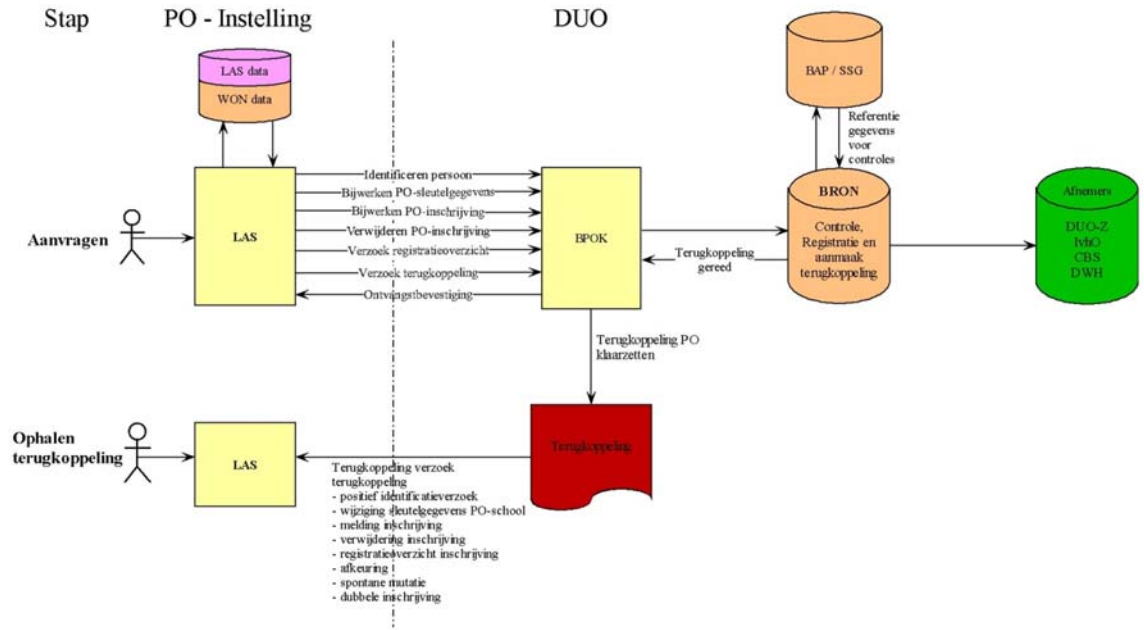 Stap
PO - Instelling
DUO
LAS data
WON data
BAP / SSG
Referentie
gegevens
voor
controles
Identificeren persoon
Bijwerken PO-sleutelgegevens
Bijwerken PO-inschrijving
Verwijderen PO-inschrijving
Verzoek registratieoverzicht
Verzoek terugkoppeling
Ontvangstbevestiging
Aanvragen
LAS
BPOK
Terugkoppeling
gereed
BRON
Controle,
Registratie en
aanmaak
terugkoppeling
Afnemers
DUO-Z
IvhO
CBS
DWH
Terugkoppeling PO
klaarzetten
Ophalen
terugkoppeling
LAS
Terugkoppeling
Terugkoppeling verzoek
terugkoppeling
- positief identificatieverzoek
- wijziging sleutelgegevens PO-school
- melding inschrijving
- verwijdering inschrijving
- registratieoverzicht inschrijving
- afkeuring
- spontane mutatie
- dubbele inschrijving